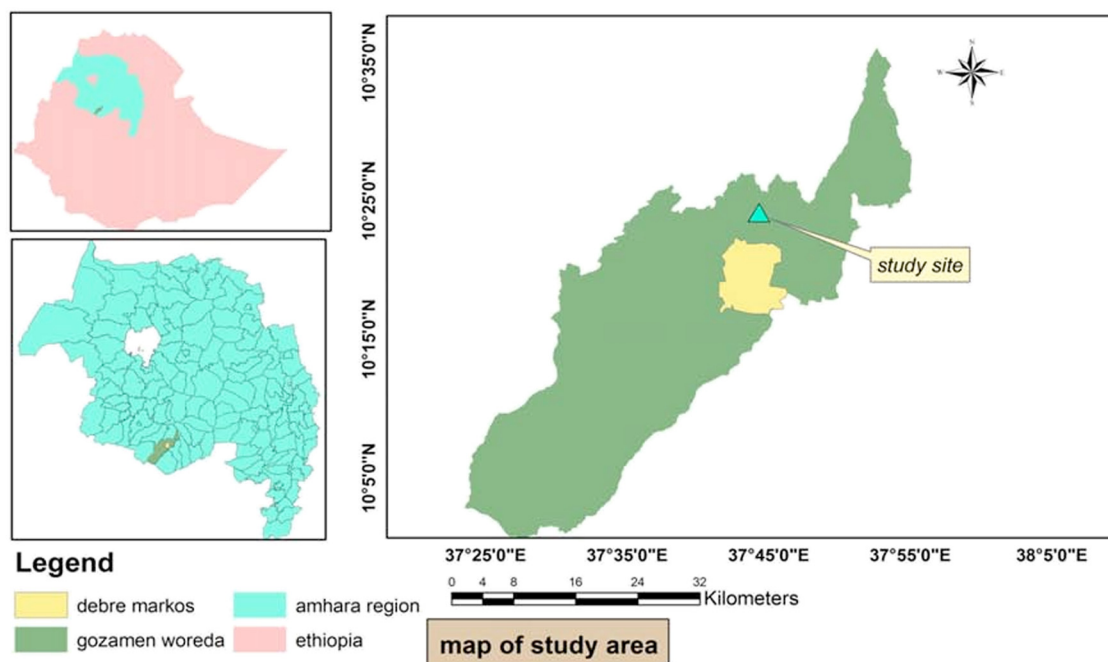 N
W E
S
10°35'0"N
10°25'0"N
10°15'0"N
10°5'0"N
study site
37°25'0"E 37°35'0"E 37°45'0"E 37°55'0"E 38°5'0"E
0 4 8 16 24 32
Kilometers
Legend
debre markos
amhara region
gozamen woreda
ethiopia
map of study area